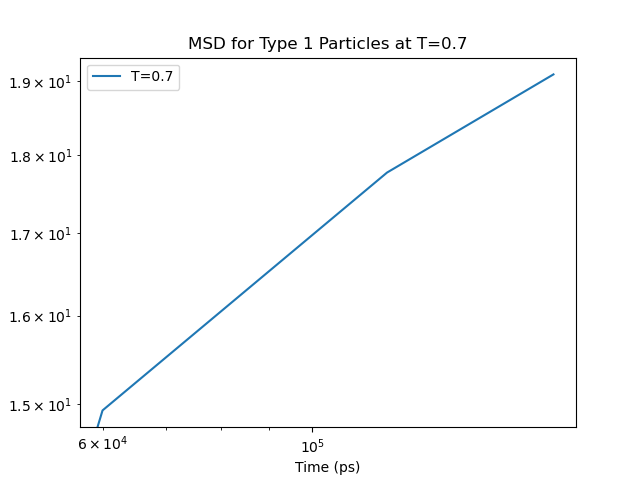 MSD for Type 1 Particles at T=0.7
T=0.7
1.9 × 10¹
1.8 × 10¹
1.7 × 10¹
1.6 × 10¹
1.5 × 10¹
6 × 10⁴
10⁵
Time (ps)